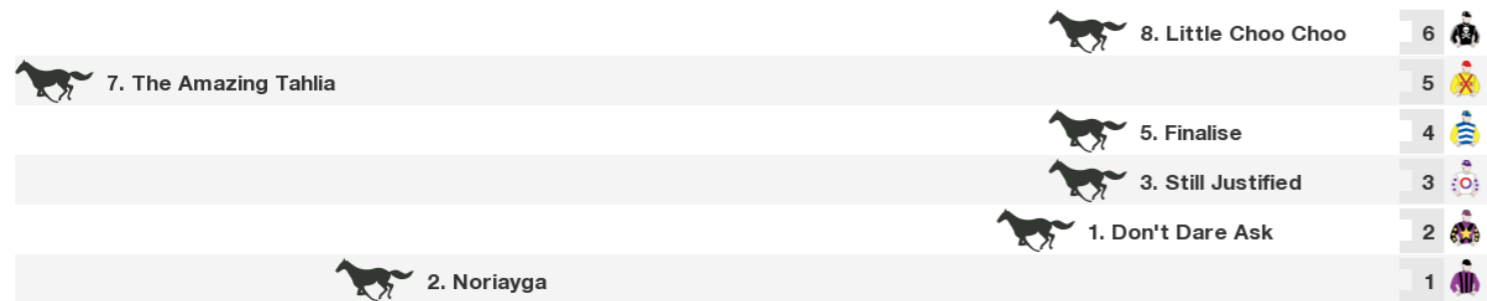 8. Little Choo Choo 6
7. The Amazing Tahlia 5
5. Finalise 4
3. Still Justified 3
1. Don't Dare Ask 2
2. Noriayga 1